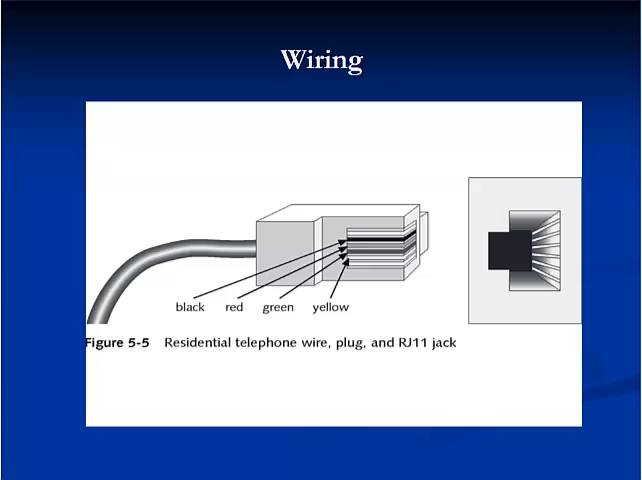 Wiring
black red green yellow
Figure 5-5 Residential telephone wire, plug, and RJ11 jack